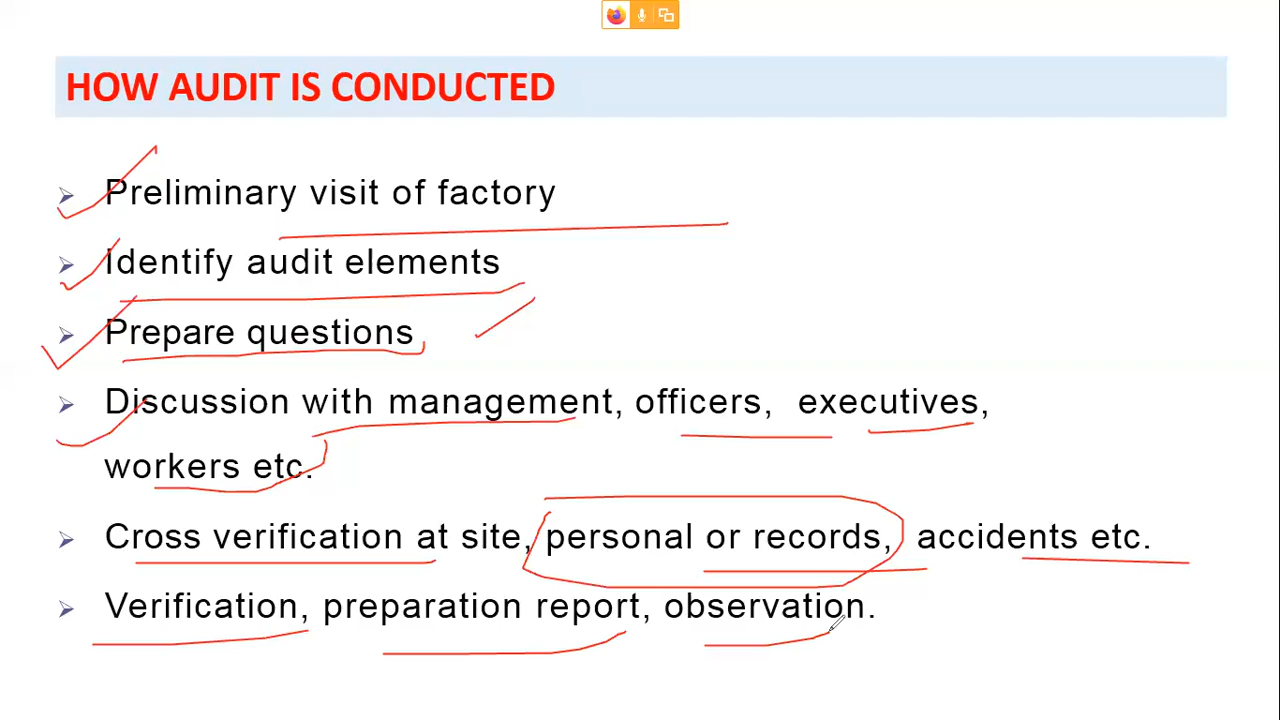 HOW AUDIT IS CONDUCTED
Preliminary visit of factory
Identify audit elements
Prepare questions
Discussion with management, officers, executives,
workers etc.
Cross verification at site, personal or records, accidents etc.
Verification, preparation report, observation.